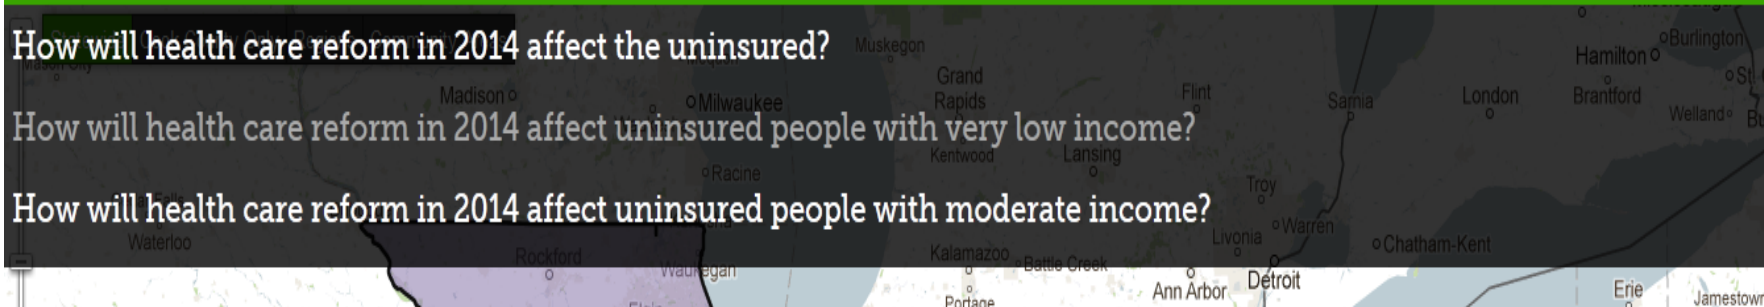 How will health care reform in 2014 affect the uninsured?
Muskegon
Hamilton
Burlington
Grand Rapids
Madison
Milwaukee
Flint
Sarnia
London
Brantford
Welland
How will health care reform in 2014 affect uninsured people with very low income?
Kentwood
Lansing
Racine
Troy
How will health care reform in 2014 affect uninsured people with moderate income?
Warren
Livonia
Waterloo
Chatham-Kent
Rockford
Kalamazoo
Battle Creek
Waukegan
Detroit
Ann Arbor
Erie
Portage
Jamestow